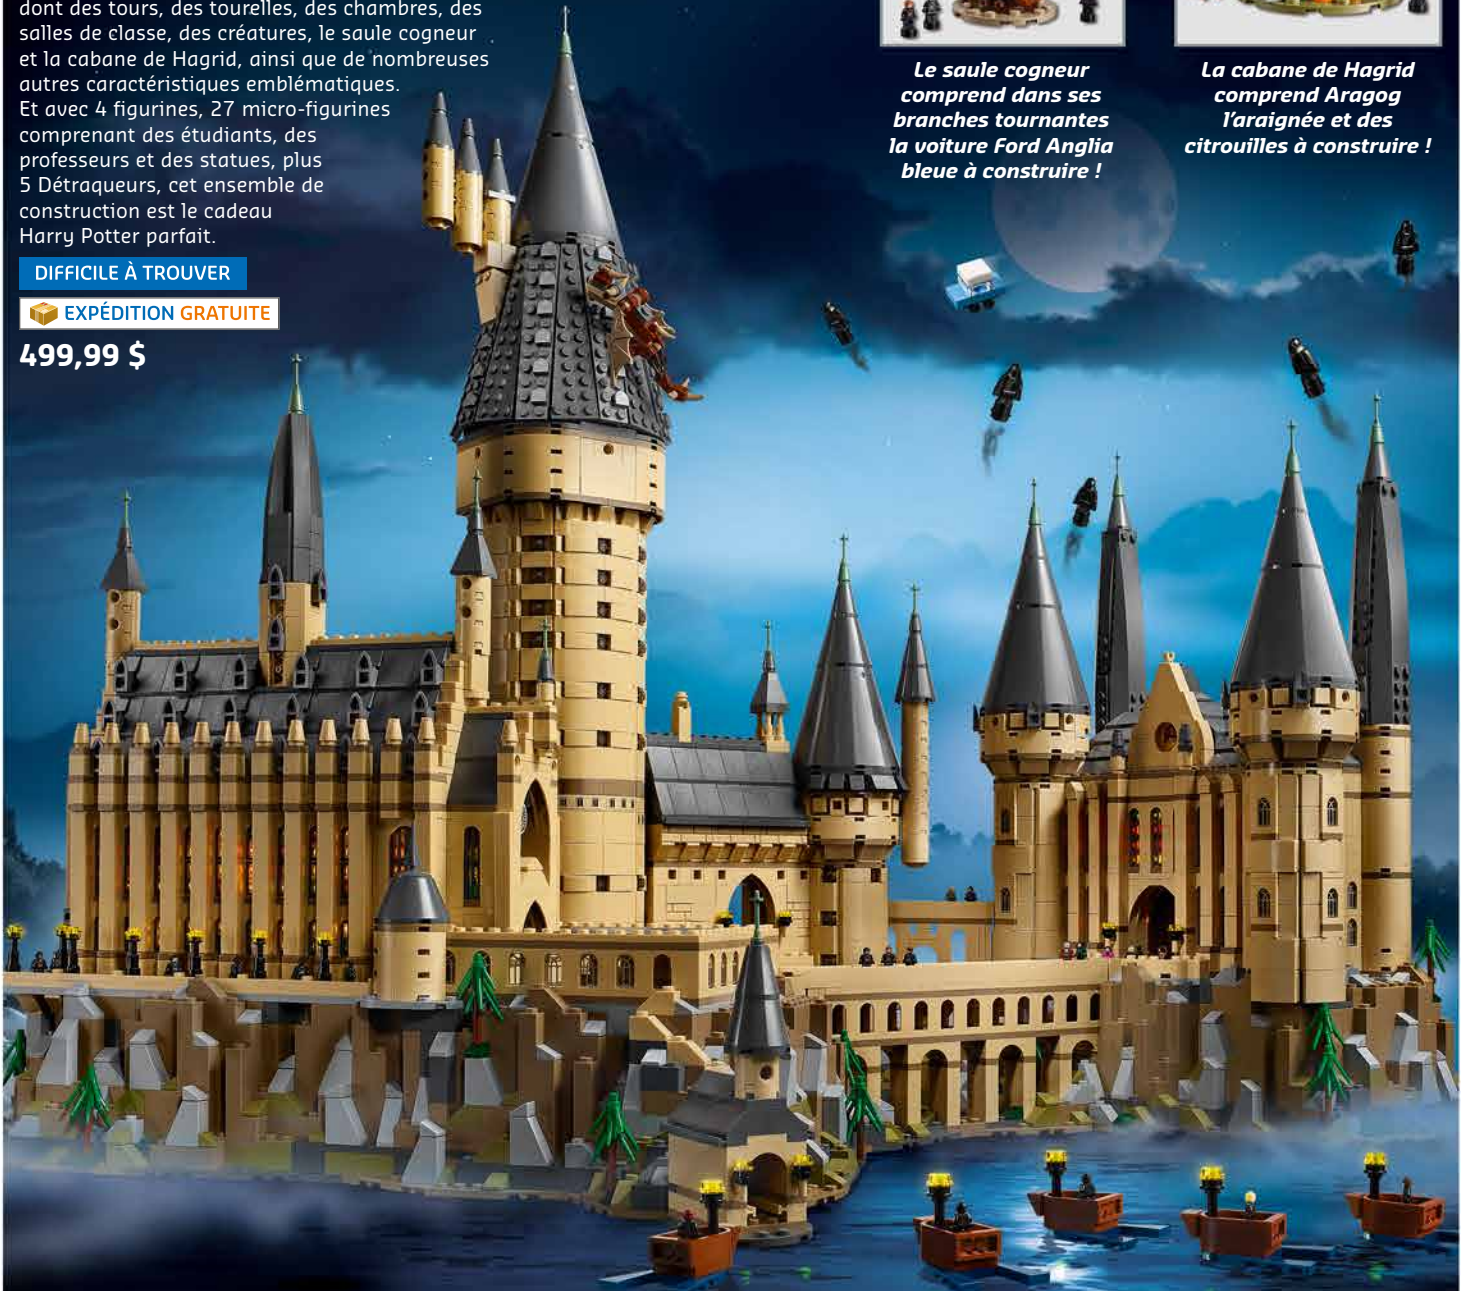 dont des tours, des tourelles, des chambres, des
salles de classe, des créatures, le saule cogneur
et la cabane de Hagrid, ainsi que de nombreuses
autres caractéristiques emblématiques.
Et avec 4 figurines, 27 micro-figurines
comprenant des étudiants, des
professeurs et des statues, plus
5 Détraqueurs, cet ensemble de
construction est le cadeau
Harry Potter parfait.
DIFFICILE À TROUVER
EXPÉDITION GRATUITE
499,99 $
Le saule cogneur
comprend dans ses
branches tournantes
la voiture Ford Anglia
bleue à construire !
La cabane de Hagrid
comprend Aragog
l'araignée et des
citrouilles à construire !